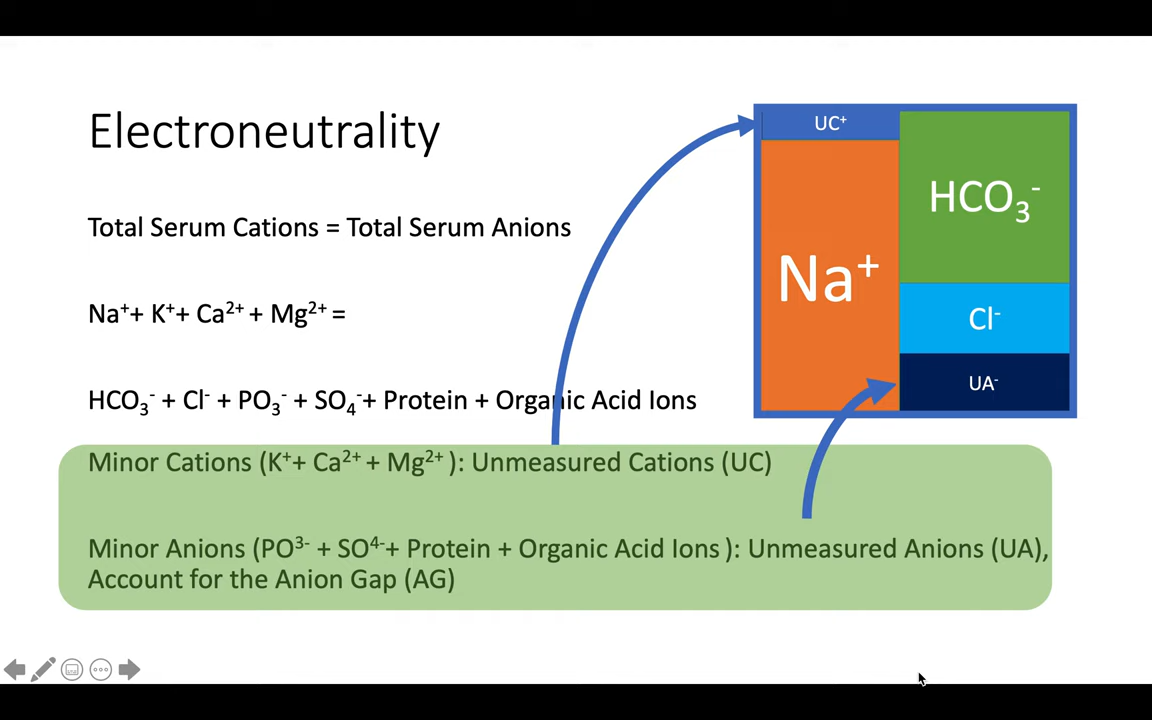 Electroneutrality
Total Serum Cations = Total Serum Anions
Na⁺+ K⁺+ Ca²⁺ + Mg²⁺ =
HCO₃⁻ + Cl⁻ + PO₃⁻ + SO₄⁻+ Protein + Organic Acid Ions
Minor Cations (K⁺+ Ca²⁺ + Mg²⁺ ): Unmeasured Cations (UC)
Minor Anions (PO³⁻ + SO⁴⁻+ Protein + Organic Acid Ions ): Unmeasured Anions (UA),
Account for the Anion Gap (AG)
UC⁺
Na⁺
HCO₃⁻
Cl⁻
UA⁻